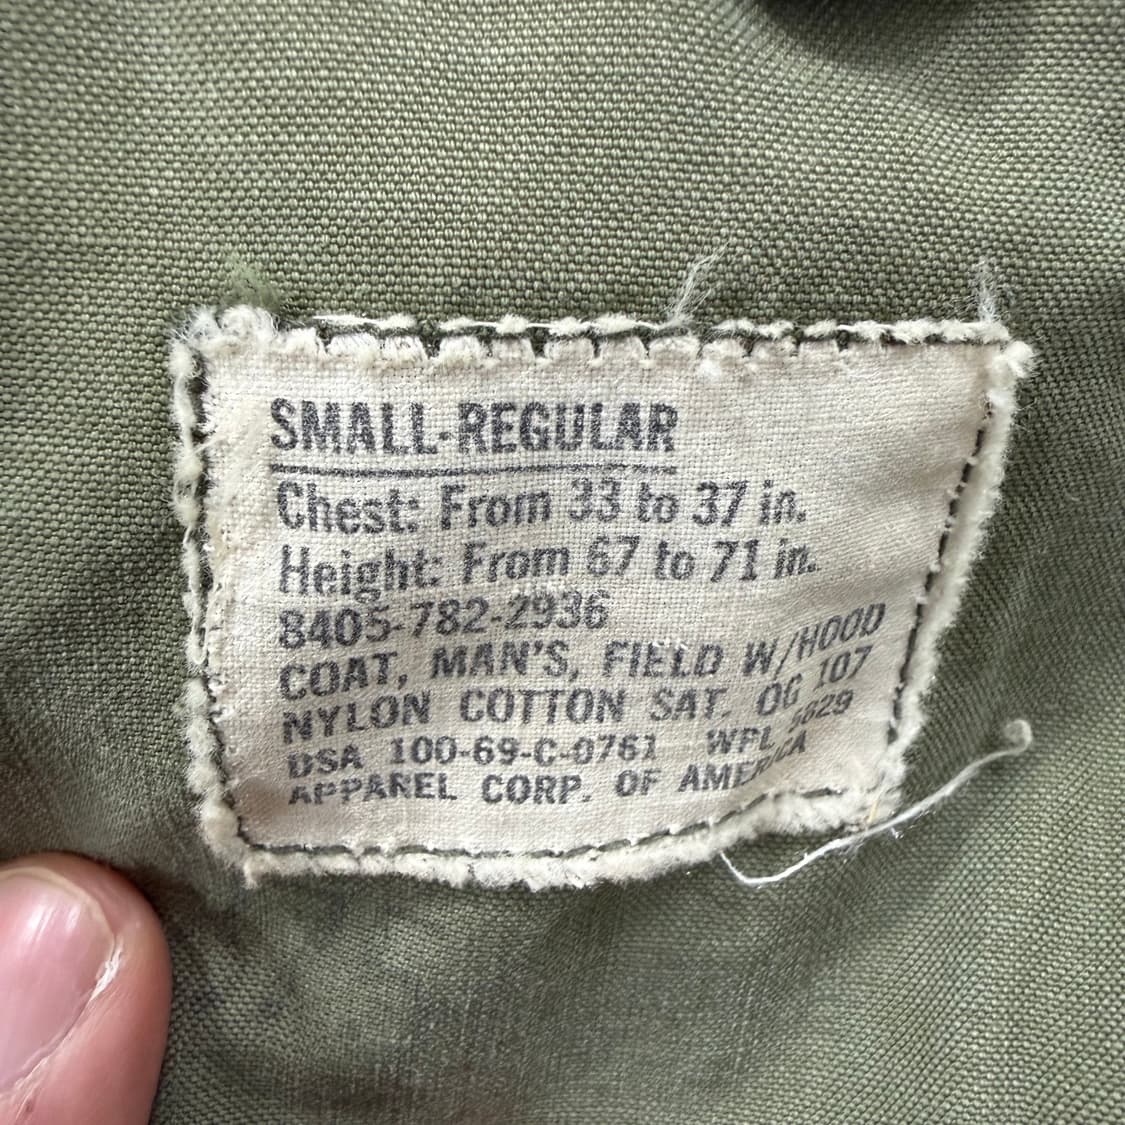 SMALL-REGULAR
Chest: From 33 to 37 in.
Height: From 67 to 71 in.
8405-782-2936
COAT, MAN'S, FIELD W/HOOD
NYLON COTTON SAT. OG 107
DSA 100-69-C-0761 WPL 5629
APPAREL CORP. OF AMERICA